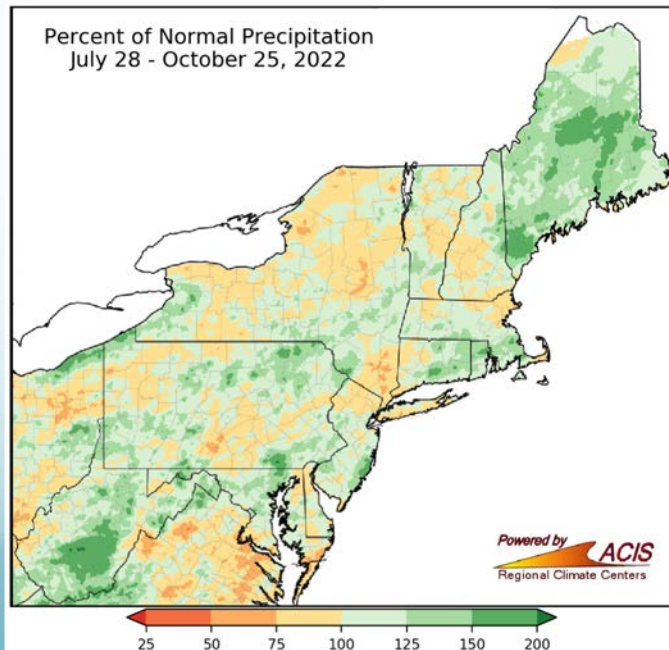 Percent of Normal Precipitation
July 28 - October 25, 2022
Powered by
ACIS
Regional Climate Centers
25 50 75 100 125 150 200